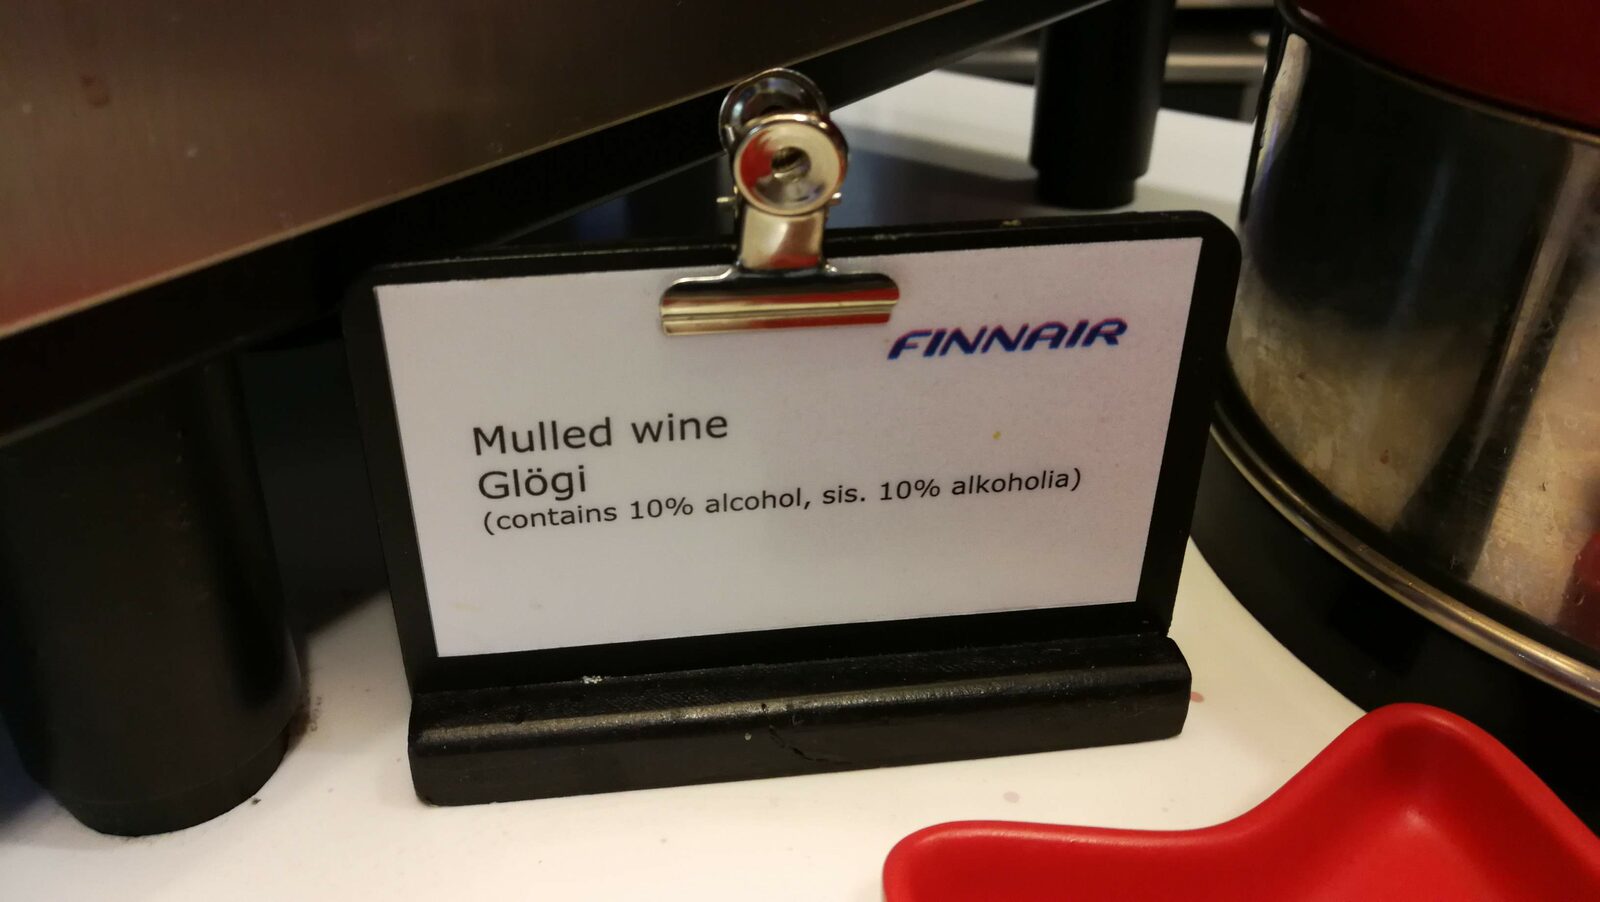 FINNAIR
Mulled wine
Glögi
(contains 10% alcohol, sis. 10% alkoholia)